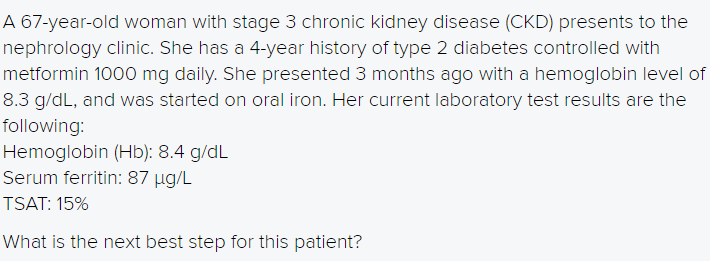 A 67-year-old woman with stage 3 chronic kidney disease (CKD) presents to the
nephrology clinic. She has a 4-year history of type 2 diabetes controlled with
metformin 1000 mg daily. She presented 3 months ago with a hemoglobin level of
8.3 g/dL, and was started on oral iron. Her current laboratory test results are the
following:
Hemoglobin (Hb): 8.4 g/dL
Serum ferritin: 87 µg/L
TSAT: 15%
What is the next best step for this patient?